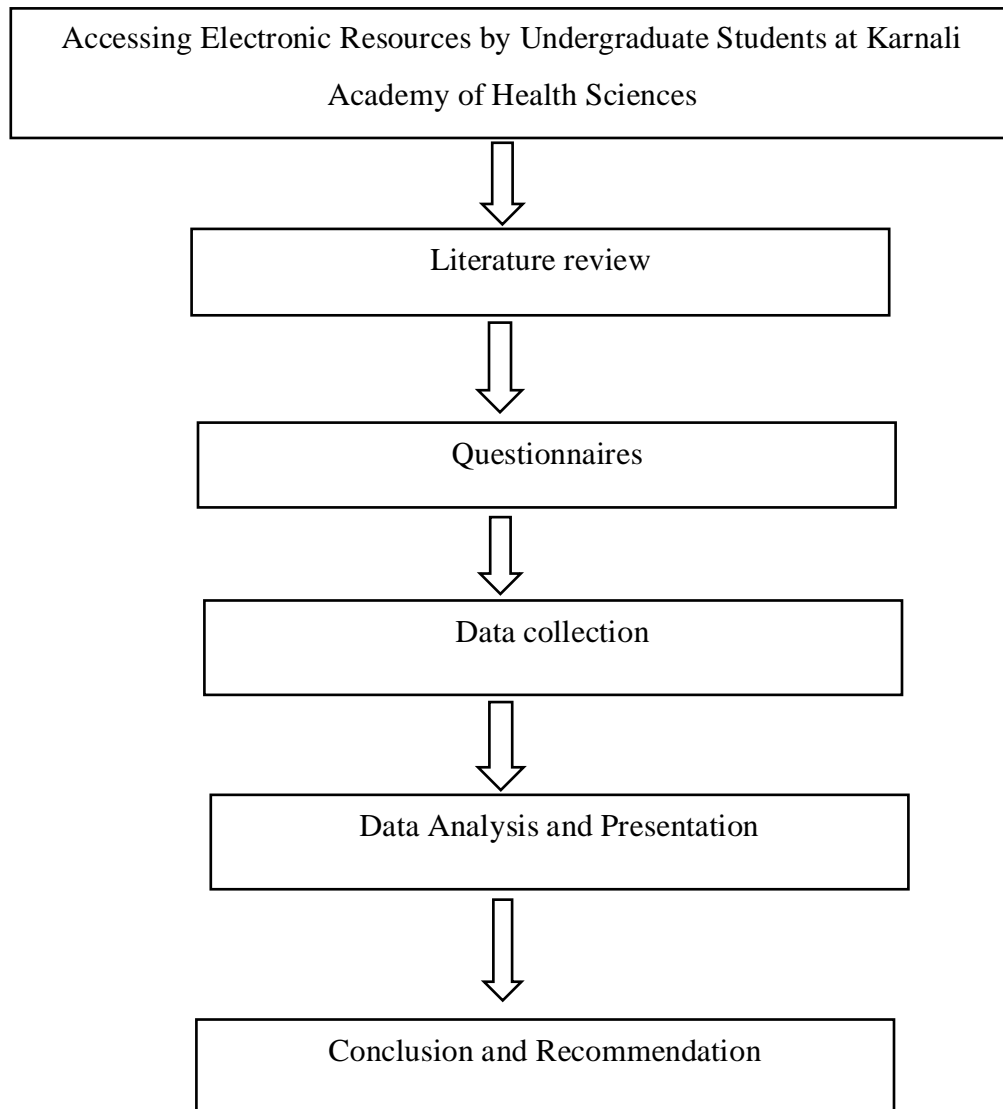 Accessing Electronic Resources by Undergraduate Students at Karnali
Academy of Health Sciences
Literature review
Questionnaires
Data collection
Data Analysis and Presentation
Conclusion and Recommendation